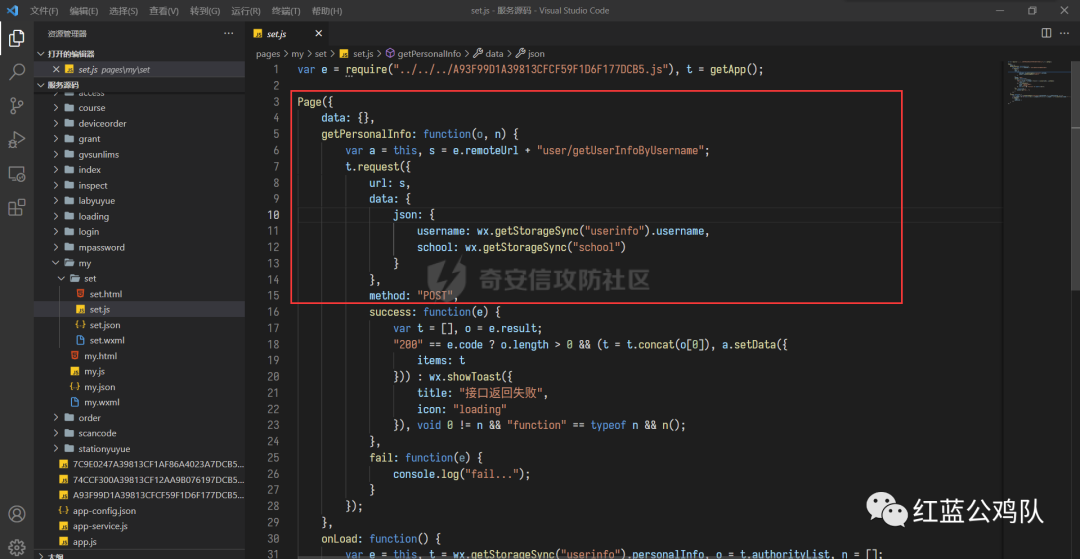 文件(F) 编辑(E) 选择(S) 查看(V) 转到(G) 运行(R) 终端(T) 帮助(H)
set.js - 服务源码 - Visual Studio Code
资源管理器
打开的编辑器
set.js pages\my\set
服务源码
access
course
deviceorder
grant
gvsunlims
index
inspect
labyuyue
loading
login
mpassword
my
set
set.html
set.js
set.json
set.wxml
my.html
my.js
my.json
my.wxml
order
scancode
stationyuyue
7C9E0247A39813CF1AF86A4023A7DCB5...
74CCF300A39813CF12AA9B076197DCB5...
A93F99D1A39813CFCF59F1D6F177DCB5...
app-config.json
app-service.js
app.js
大纲
set.js
pages > my > set > set.js > getPersonalInfo > data > json
1 var e = require("../../../A93F99D1A39813CFCF59F1D6F177DCB5.js"), t = getApp();
2
3 Page({
4 data: {},
5 getPersonalInfo: function(o, n) {
6 var a = this, s = e.remoteUrl + "user/getUserInfoByUsername";
7 t.request({
8 url: s,
9 data: {
10 json: {
11 username: wx.getStorageSync("userinfo").username,
12 school: wx.getStorageSync("school")
13 }
14 },
15 method: "POST",
16 success: function(e) {
17 var t = [], o = e.result;
18 "200" == e.code ? o.length > 0 && (t = t.concat(o[0]), a.setData({
19 items: t
20 })) : wx.showToast({
21 title: "接口返回失败",
22 icon: "loading"
23 }), void 0 != n && "function" == typeof n && n();
24 },
25 fail: function(e) {
26 console.log("fail...");
27 }
28 });
29 },
30 onLoad: function() {
31 var e = this, t = wx.getStorageSync("userinfo").personalInfo, o = t.authorityList, n = [];
奇安信攻防社区
红蓝公鸡队